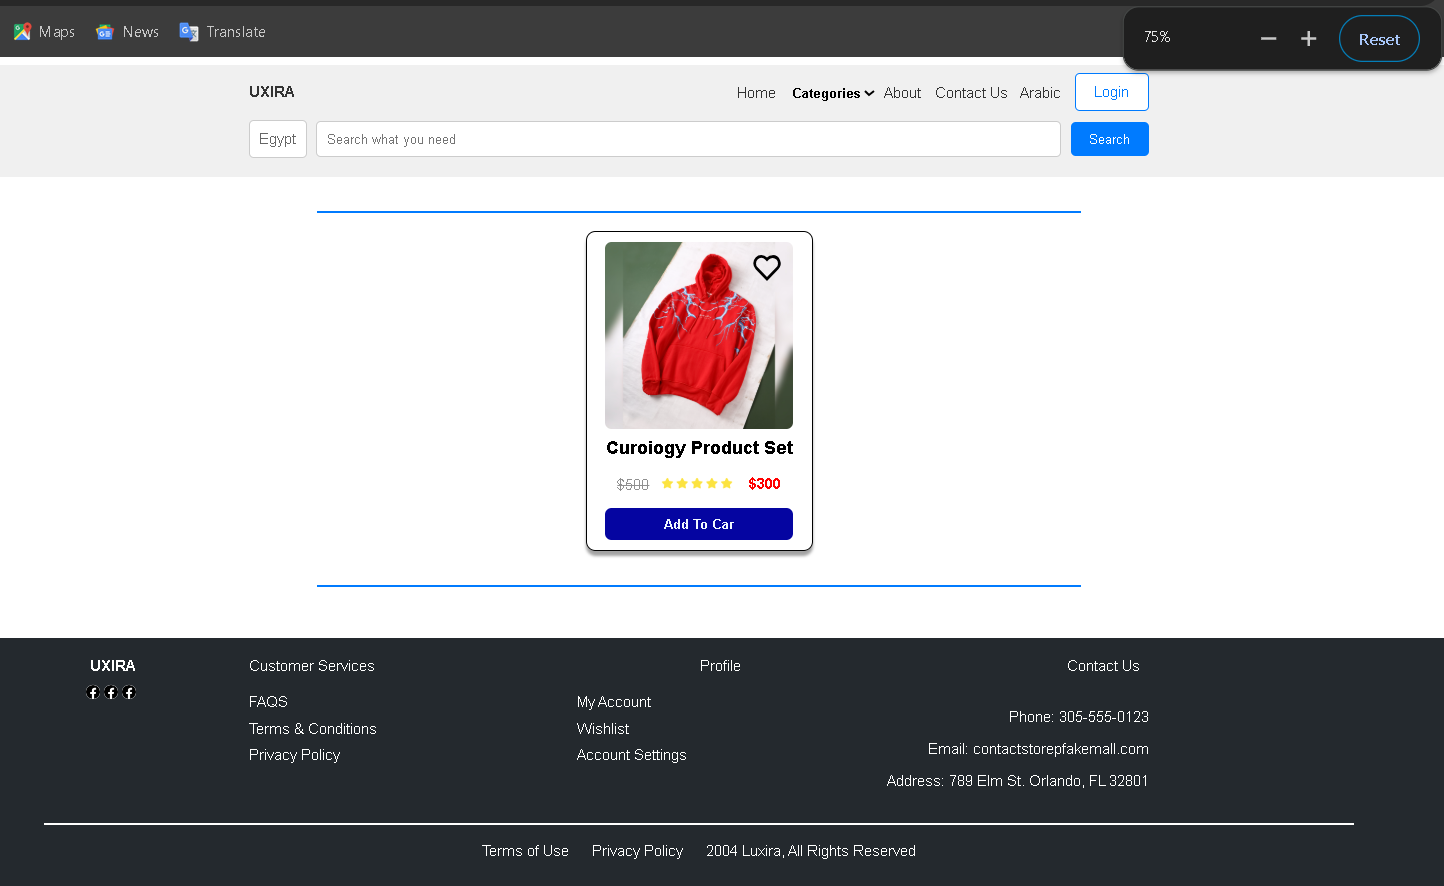 Maps News Translate
75% Reset
UXIRA Home Categories About Contact Us Arabic Login
Egypt Search what you need Search
Curoiogy Product Set
$500 $300
Add To Car
UXIRA Customer Services Profile Contact Us
FAQS My Account
Phone: 305-555-0123
Terms & Conditions Wishlist
Email: contactstorepfakemall.com
Privacy Policy Account Settings
Address: 789 Elm St. Orlando, FL 32801
Terms of Use Privacy Policy 2004 Luxira, All Rights Reserved